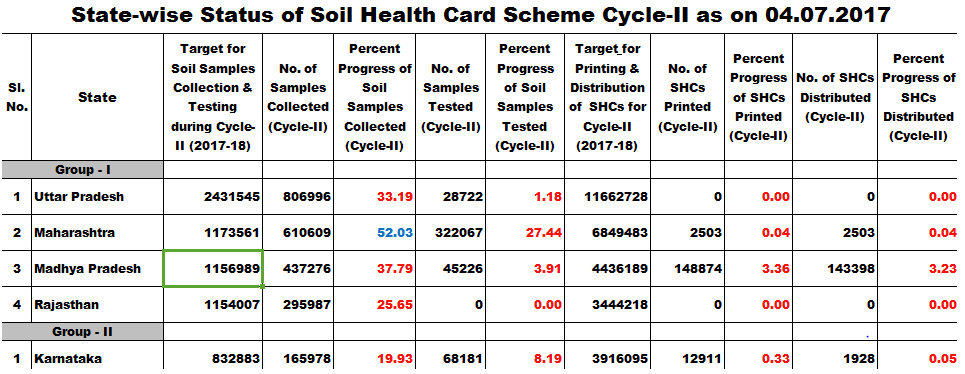 State-wise Status of Soil Health Card Scheme Cycle-II as on 04.07.2017
Sl. No. State Target for Soil Samples Collection & Testing during Cycle-II (2017-18) No. of Samples Collected (Cycle-II) Percent Progress of Soil Samples Collected (Cycle-II) No. of Samples Tested (Cycle-II) Percent Progress of Soil Samples Tested (Cycle-II) Target for Printing & Distribution of SHCs for Cycle-II (2017-18) No. of SHCs Printed (Cycle-II) Percent Progress of SHCs Printed (Cycle-II) No. of SHCs Distributed (Cycle-II) Percent Progress of SHCs Distributed (Cycle-II)
Group - I
1 Uttar Pradesh 2431545 806996 33.19 28722 1.18 11662728 0 0.00 0 0.00
2 Maharashtra 1173561 610609 52.03 322067 27.44 6849483 2503 0.04 2503 0.04
3 Madhya Pradesh 1156989 437276 37.79 45226 3.91 4436189 148874 3.36 143398 3.23
4 Rajasthan 1154007 295987 25.65 0 0.00 3444218 0 0.00 0 0.00
Group - II
1 Karnataka 832883 165978 19.93 68181 8.19 3916095 12911 0.33 1928 0.05